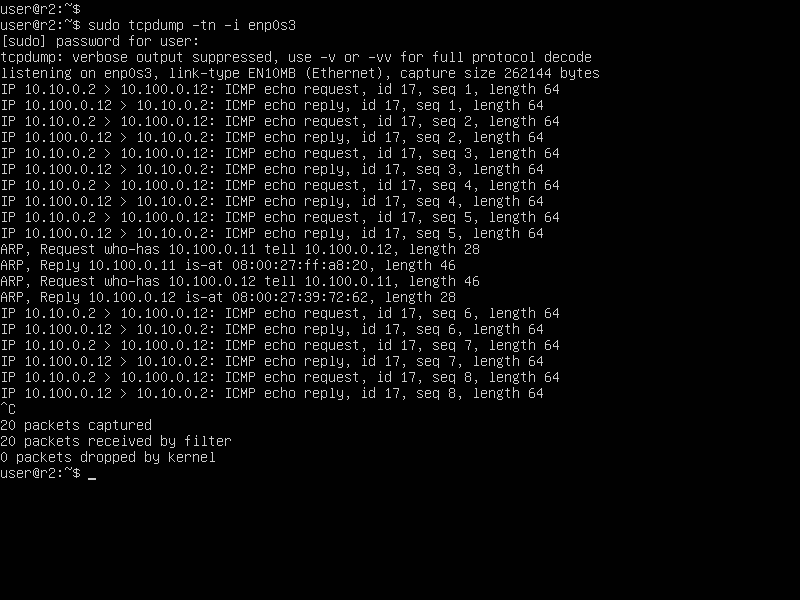 user@r2:~$
user@r2:~$ sudo tcpdump -tn -i enp0s3
[sudo] password for user:
tcpdump: verbose output suppressed, use -v or -vv for full protocol decode
listening on enp0s3, link-type EN10MB (Ethernet), capture size 262144 bytes
IP 10.10.0.2 > 10.100.0.12: ICMP echo request, id 17, seq 1, length 64
IP 10.100.0.12 > 10.10.0.2: ICMP echo reply, id 17, seq 1, length 64
IP 10.10.0.2 > 10.100.0.12: ICMP echo request, id 17, seq 2, length 64
IP 10.100.0.12 > 10.10.0.2: ICMP echo reply, id 17, seq 2, length 64
IP 10.10.0.2 > 10.100.0.12: ICMP echo request, id 17, seq 3, length 64
IP 10.100.0.12 > 10.10.0.2: ICMP echo reply, id 17, seq 3, length 64
IP 10.10.0.2 > 10.100.0.12: ICMP echo request, id 17, seq 4, length 64
IP 10.100.0.12 > 10.10.0.2: ICMP echo reply, id 17, seq 4, length 64
IP 10.10.0.2 > 10.100.0.12: ICMP echo request, id 17, seq 5, length 64
IP 10.100.0.12 > 10.10.0.2: ICMP echo reply, id 17, seq 5, length 64
ARP, Request who-has 10.100.0.11 tell 10.100.0.12, length 28
ARP, Reply 10.100.0.11 is-at 08:00:27:ff:a8:20, length 46
ARP, Request who-has 10.100.0.12 tell 10.100.0.11, length 46
ARP, Reply 10.100.0.12 is-at 08:00:27:39:72:62, length 28
IP 10.10.0.2 > 10.100.0.12: ICMP echo request, id 17, seq 6, length 64
IP 10.100.0.12 > 10.10.0.2: ICMP echo reply, id 17, seq 6, length 64
IP 10.10.0.2 > 10.100.0.12: ICMP echo request, id 17, seq 7, length 64
IP 10.100.0.12 > 10.10.0.2: ICMP echo reply, id 17, seq 7, length 64
IP 10.10.0.2 > 10.100.0.12: ICMP echo request, id 17, seq 8, length 64
IP 10.100.0.12 > 10.10.0.2: ICMP echo reply, id 17, seq 8, length 64
^C
20 packets captured
20 packets received by filter
0 packets dropped by kernel
user@r2:~$ _